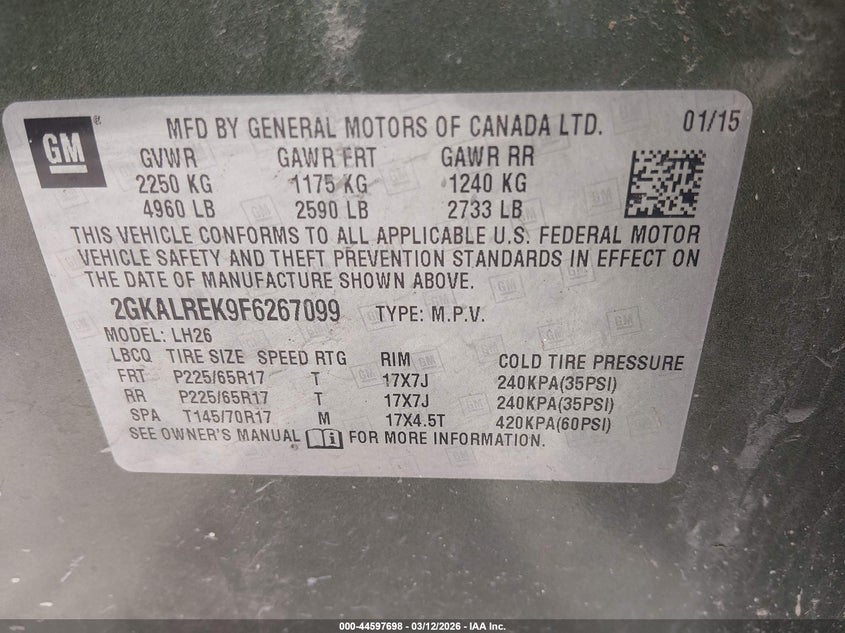 GM
MFD BY GENERAL MOTORS OF CANADA LTD. 01/15
GVWR GAWR FRT GAWR RR
2250 KG 1175 KG 1240 KG
4960 LB 2590 LB 2733 LB
THIS VEHICLE CONFORMS TO ALL APPLICABLE U.S. FEDERAL MOTOR
VEHICLE SAFETY AND THEFT PREVENTION STANDARDS IN EFFECT ON
THE DATE OF MANUFACTURE SHOWN ABOVE.
2GKALREK9F6267099 TYPE: M.P.V.
MODEL: LH26
LBCQ TIRE SIZE SPEED RTG RIM COLD TIRE PRESSURE
FRT P225/65R17 T 17X7J 240KPA(35PSI)
RR P225/65R17 T 17X7J 240KPA(35PSI)
SPA T145/70R17 M 17X4.5T 420KPA(60PSI)
SEE OWNER'S MANUAL FOR MORE INFORMATION.
000-44597698 - 03/12/2026 - IAA Inc.